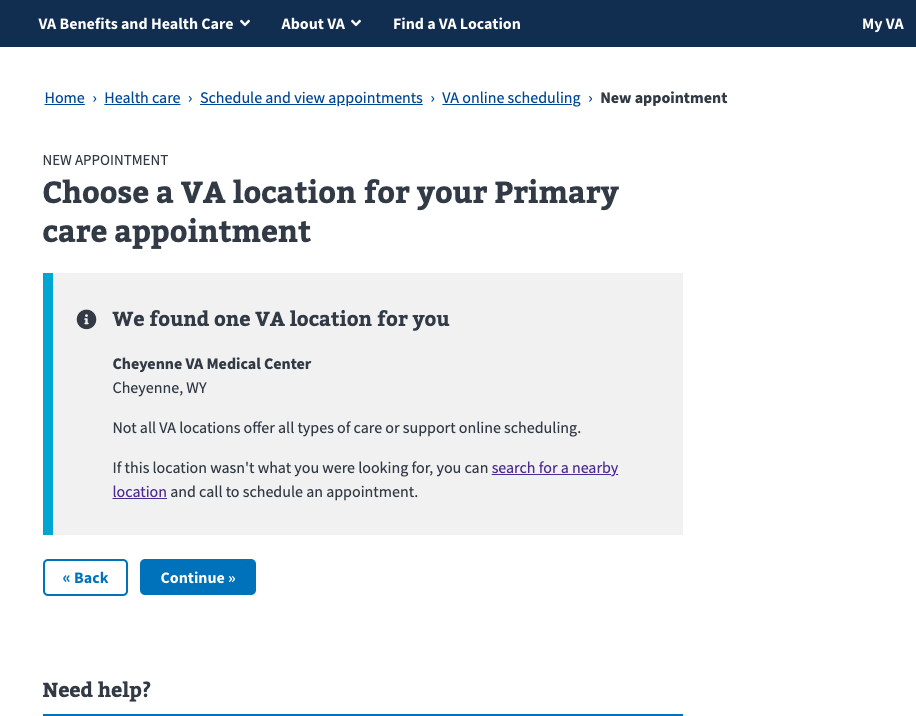 VA Benefits and Health Care About VA Find a VA Location My VA
Home › Health care › Schedule and view appointments › VA online scheduling › New appointment
NEW APPOINTMENT
Choose a VA location for your Primary
care appointment
We found one VA location for you
Cheyenne VA Medical Center
Cheyenne, WY
Not all VA locations offer all types of care or support online scheduling.
If this location wasn't what you were looking for, you can search for a nearby
location and call to schedule an appointment.
« Back Continue »
Need help?